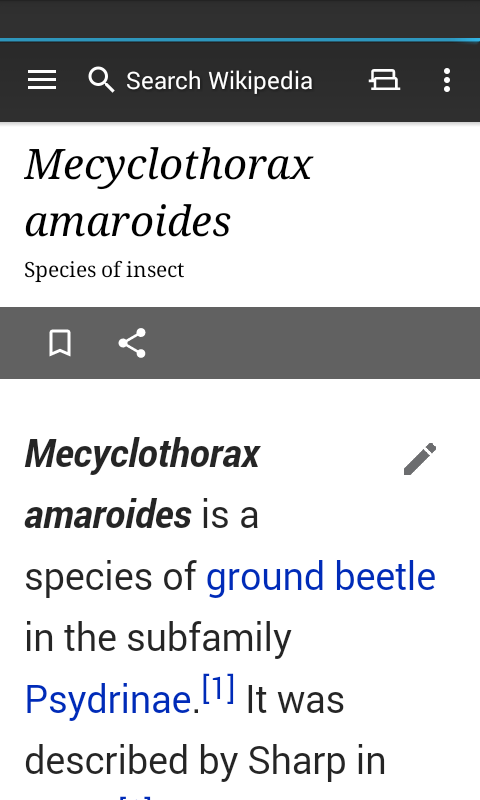 Search Wikipedia
Mecyclothorax
amaroides
Species of insect
Mecyclothorax
amaroides is a
species of ground beetle
in the subfamily
Psydrinae.[1] It was
described by Sharp in